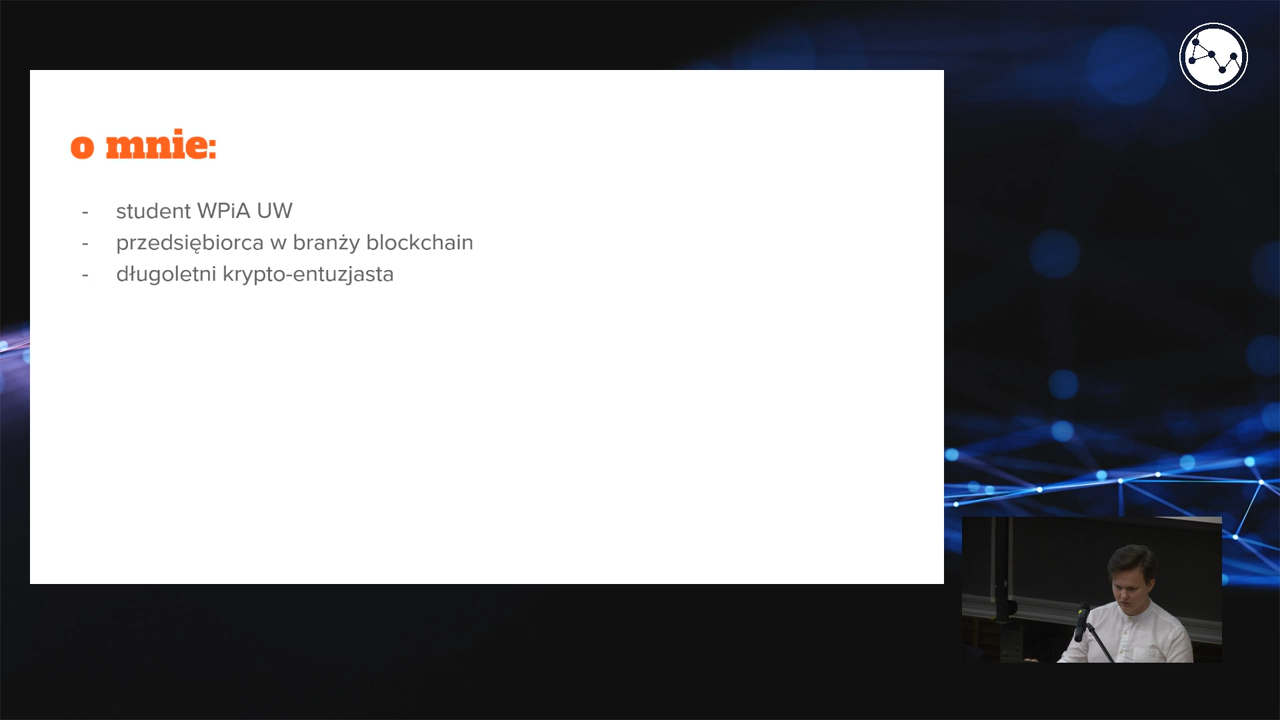 o mnie:
- student WPiA UW
- przedsiębiorca w branży blockchain
- długoletni krypto-entuzjasta